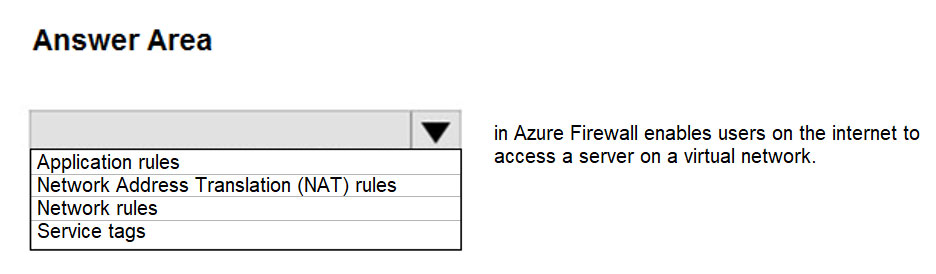 Answer Area
Application rules
Network Address Translation (NAT) rules
Network rules
Service tags
in Azure Firewall enables users on the internet to
access a server on a virtual network.